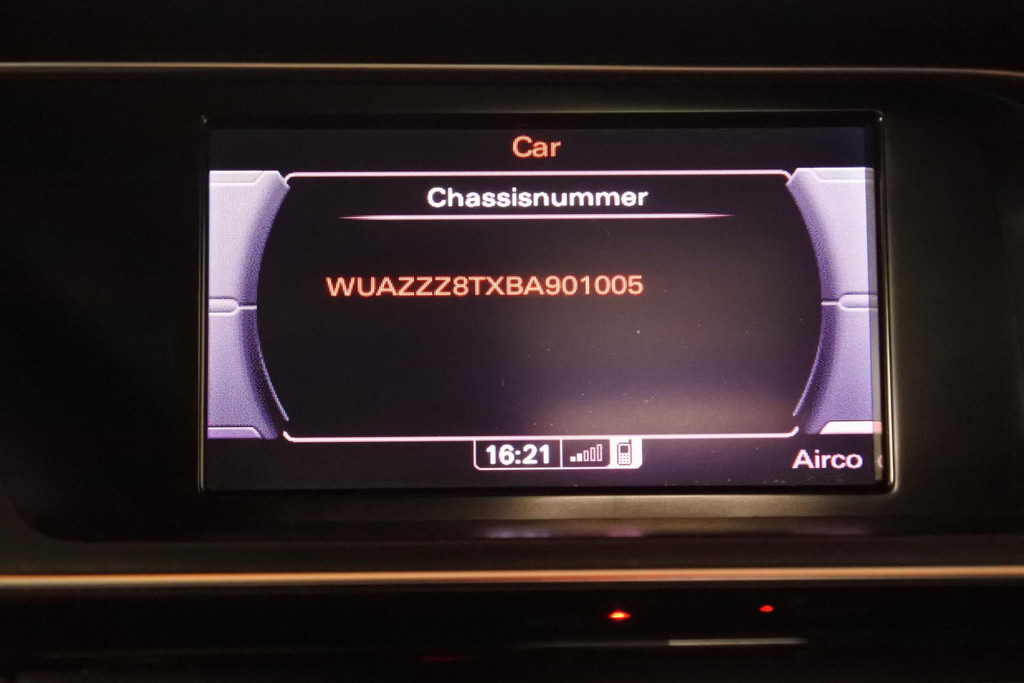 Car
Chassisnummer
WUAZZZ8TXBA901005
16:21
Airco